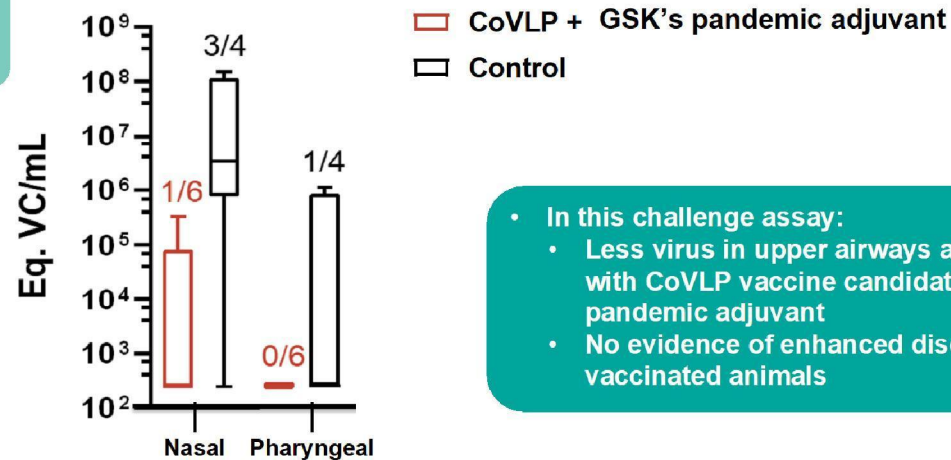 CoVLP + GSK's pandemic adjuvant
Control
Eq. VC/mL
10⁹
10⁸
10⁷
10⁶
10⁵
10⁴
10³
10²
3/4
1/6
1/4
0/6
Nasal Pharyngeal
• In this challenge assay:
• Less virus in upper airways
with CoVLP vaccine
pandemic adjuvant
• No evidence of enhanced
vaccinated animals